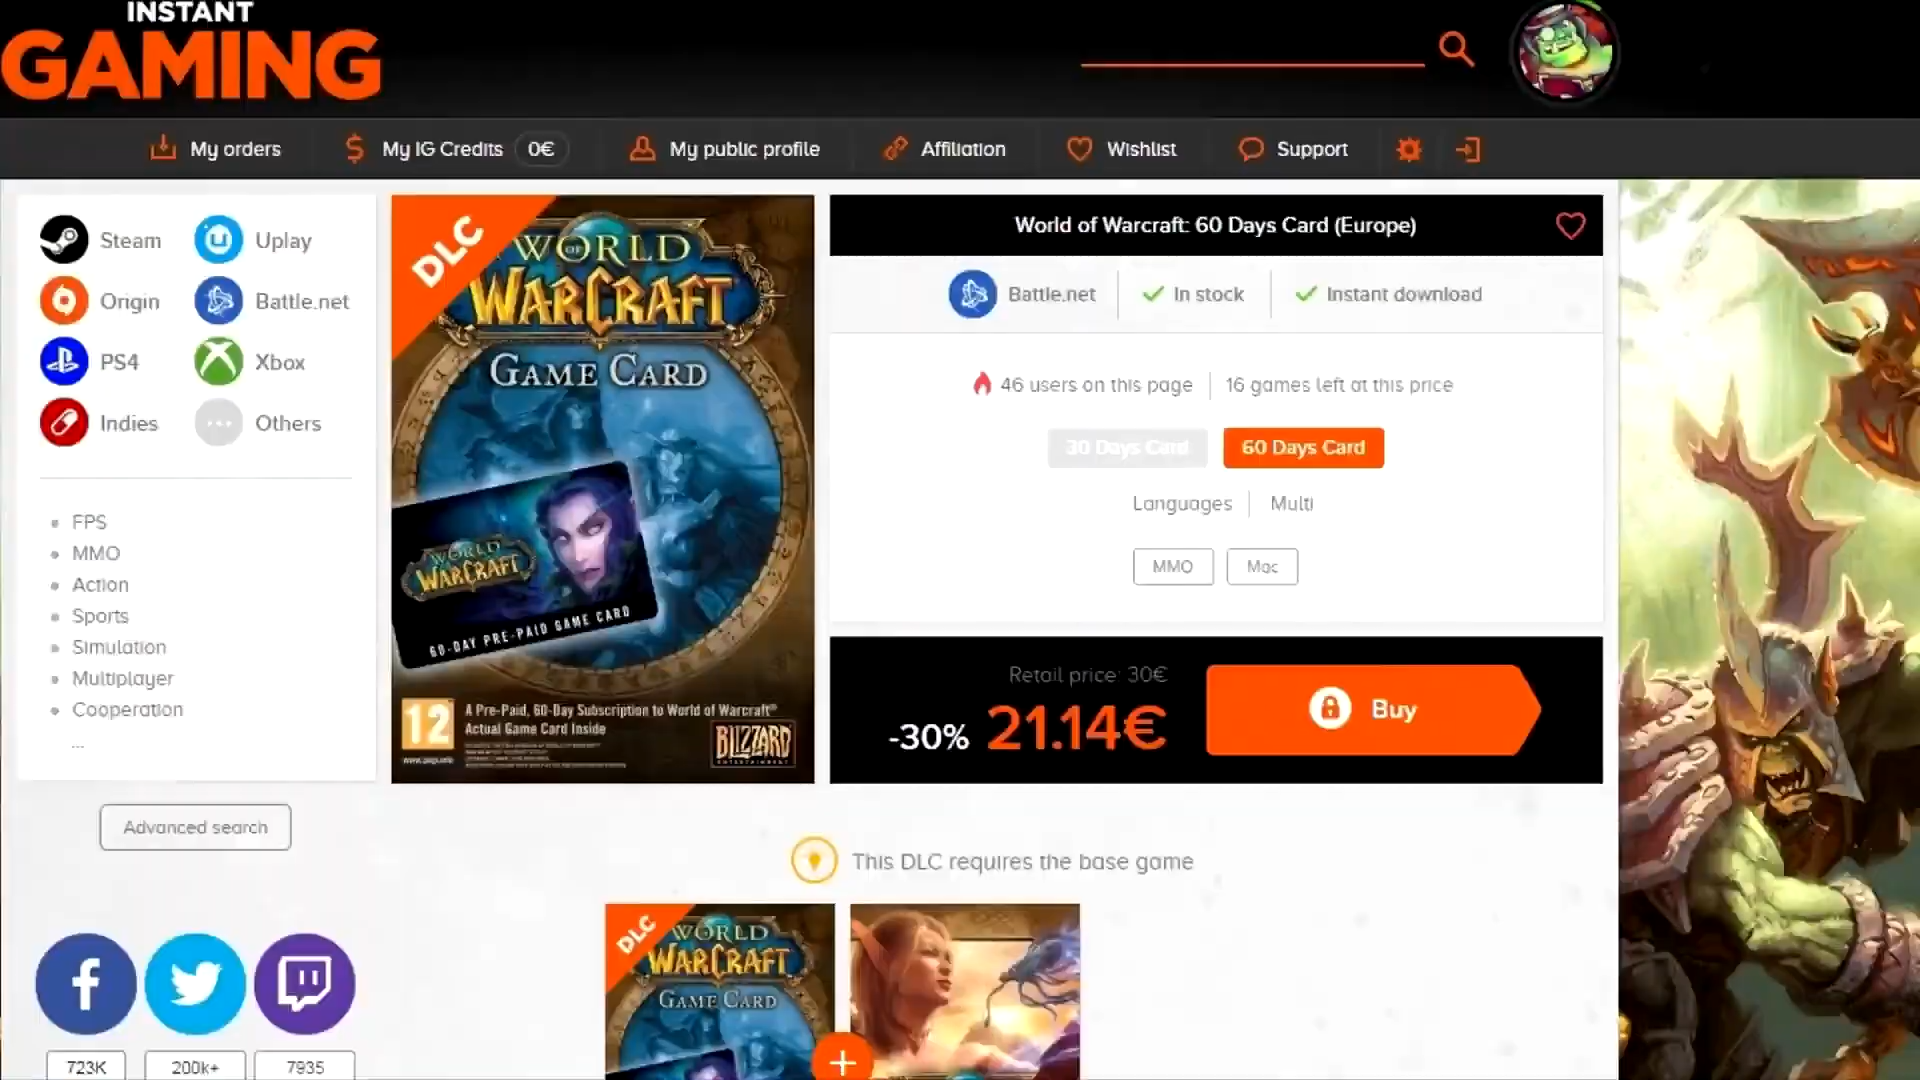 INSTANT
GAMING
My orders
My IG Credits
0€
My public profile
Affiliation
Wishlist
Support
Steam
Uplay
Origin
Battle.net
PS4
Xbox
Indies
Others
FPS
MMO
Action
Sports
Simulation
Multiplayer
Cooperation
...
Advanced search
723K
200k+
7935
DLC
WORLD
OF
WARCRAFT
GAME CARD
WORLD
WARCRAFT
60-DAY PRE-PAID GAME CARD
12
A Pre-Paid, 60-Day Subscription to World of Warcraft®
Actual Game Card Inside
BLIZZARD
ENTERTAINMENT
World of Warcraft: 60 Days Card (Europe)
Battle.net
In stock
Instant download
46 users on this page
16 games left at this price
30 Days Card
60 Days Card
Languages
Multi
MMO
Mac
Retail price: 30€
-30% 21.14€
Buy
This DLC requires the base game
DLC
WORLD
OF
WARCRAFT
GAME CARD
+